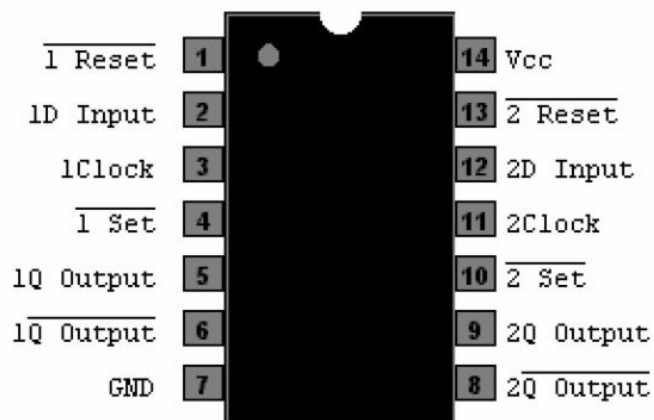 1 Reset 1 14 Vcc
1D Input 2 13 2 Reset
1Clock 3 12 2D Input
1 Set 4 11 2Clock
1Q Output 5 10 2 Set
1Q Output 6 9 2Q Output
GND 7 8 2Q Output